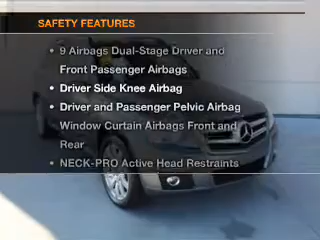 SAFETY FEATURES
• 9 Airbags Dual-Stage Driver and
Front Passenger Airbags
• Driver Side Knee Airbag
• Driver and Passenger Pelvic Airbag
Window Curtain Airbags Front and
Rear
• NECK-PRO Active Head Restraints